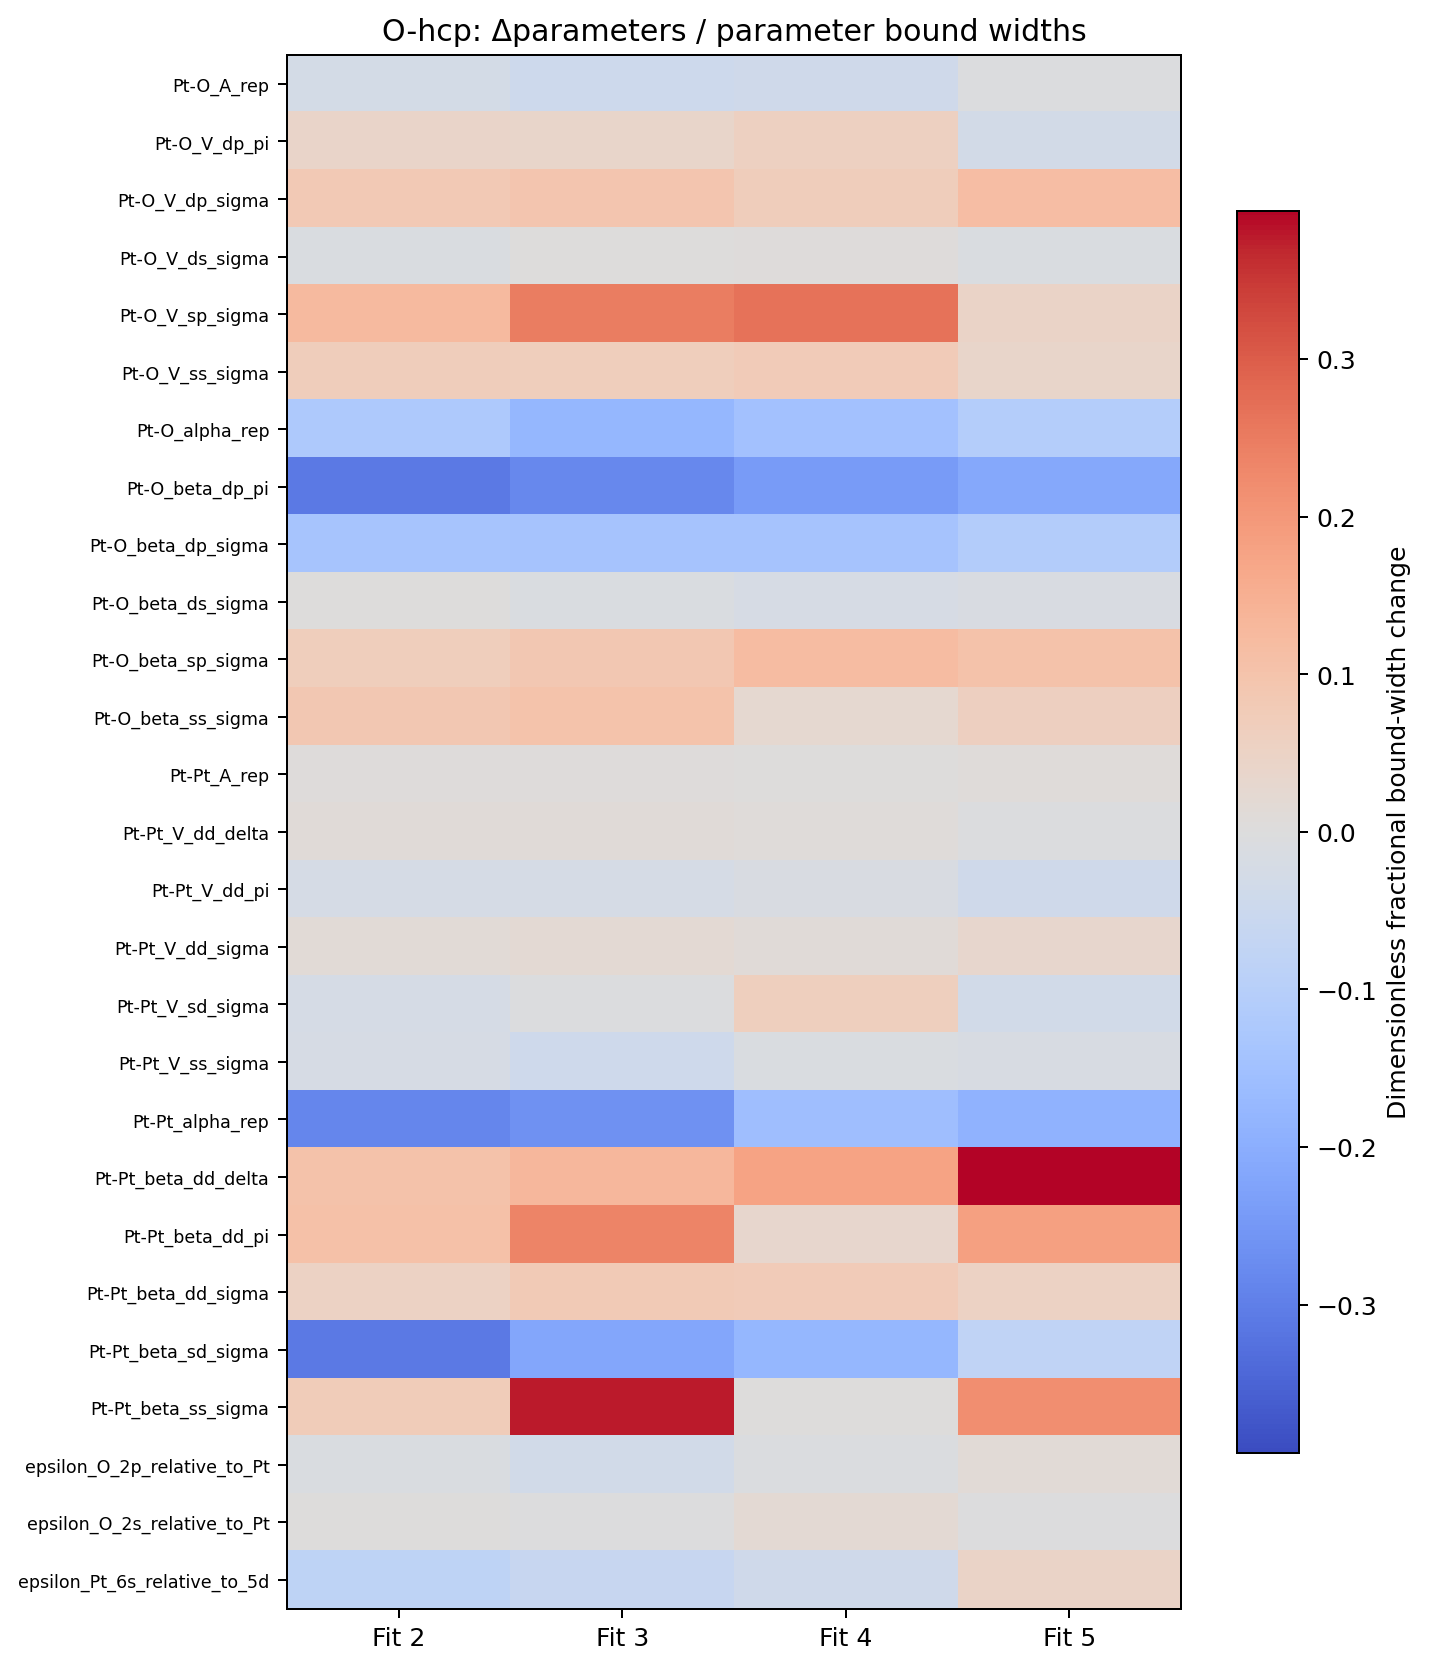 O-hcp: Δparameters / parameter bound widths
Pt-O_A_rep
Pt-O_V_dp_pi
Pt-O_V_dp_sigma
Pt-O_V_ds_sigma
Pt-O_V_sp_sigma
Pt-O_V_ss_sigma
Pt-O_alpha_rep
Pt-O_beta_dp_pi
Pt-O_beta_dp_sigma
Pt-O_beta_ds_sigma
Pt-O_beta_sp_sigma
Pt-O_beta_ss_sigma
Pt-Pt_A_rep
Pt-Pt_V_dd_delta
Pt-Pt_V_dd_pi
Pt-Pt_V_dd_sigma
Pt-Pt_V_sd_sigma
Pt-Pt_V_ss_sigma
Pt-Pt_alpha_rep
Pt-Pt_beta_dd_delta
Pt-Pt_beta_dd_pi
Pt-Pt_beta_dd_sigma
Pt-Pt_beta_sd_sigma
Pt-Pt_beta_ss_sigma
epsilon_O_2p_relative_to_Pt
epsilon_O_2s_relative_to_Pt
epsilon_Pt_6s_relative_to_5d
Fit 2
Fit 3
Fit 4
Fit 5
0.3
0.2
0.1
0.0
−0.1
−0.2
−0.3
Dimensionless fractional bound-width change